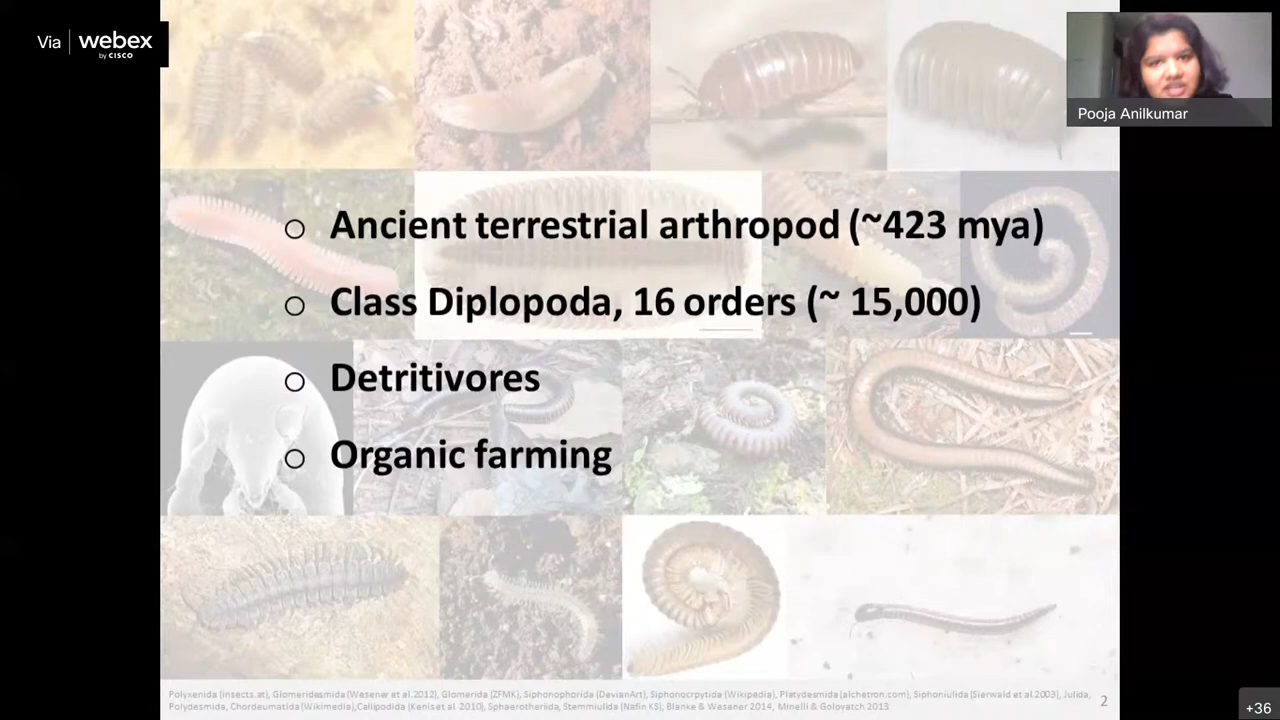 Via | webex
by CISCO
Pooja Anilkumar
Ancient terrestrial arthropod (~423 mya)
Class Diplopoda, 16 orders (~ 15,000)
Detritivores
Organic farming
Polyxenida (insects.at), Glomeridesmida (Wesener et al.2012), Glomerida (ZFMK), Siphonophorida (DevianArt), Siphonocrpytida (Wikipedia), Platydesmida (alchetron.com), Siphoniulida (Sierwald et al.2003), Julida,
Polydesmida, Chordeumatida (Wikimedia),Callipodida (Kenis et al. 2010), Sphaerotheriida, Stemmiulida (Nafin KS); Blanke & Wesener 2014, Minelli & Golovatch 2013
2
+36